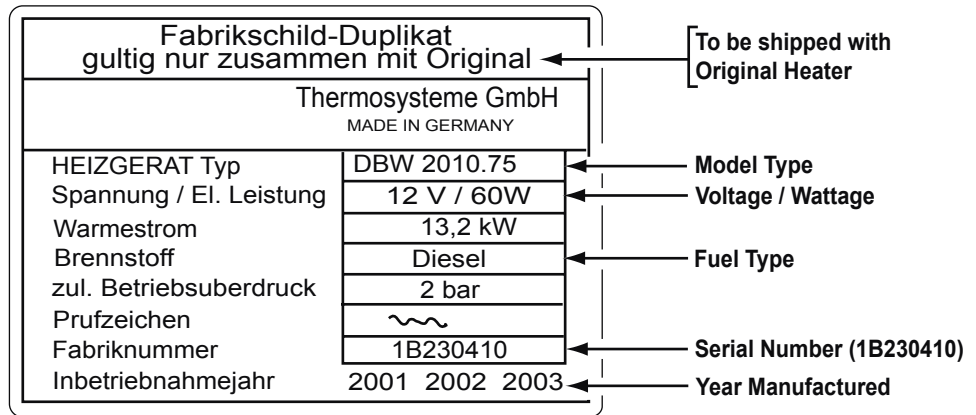 Fabrikschild-Duplikat
gultig nur zusammen mit Original
To be shipped with
Original Heater
Thermosysteme GmbH
MADE IN GERMANY
HEIZGERAT Typ DBW 2010.75 Model Type
Spannung / El. Leistung 12 V / 60W Voltage / Wattage
Warmestrom 13,2 kW
Brennstoff Diesel Fuel Type
zul. Betriebsuberdruck 2 bar
Prufzeichen
Fabriknummer 1B230410 Serial Number (1B230410)
Inbetriebnahmejahr 2001 2002 2003 Year Manufactured